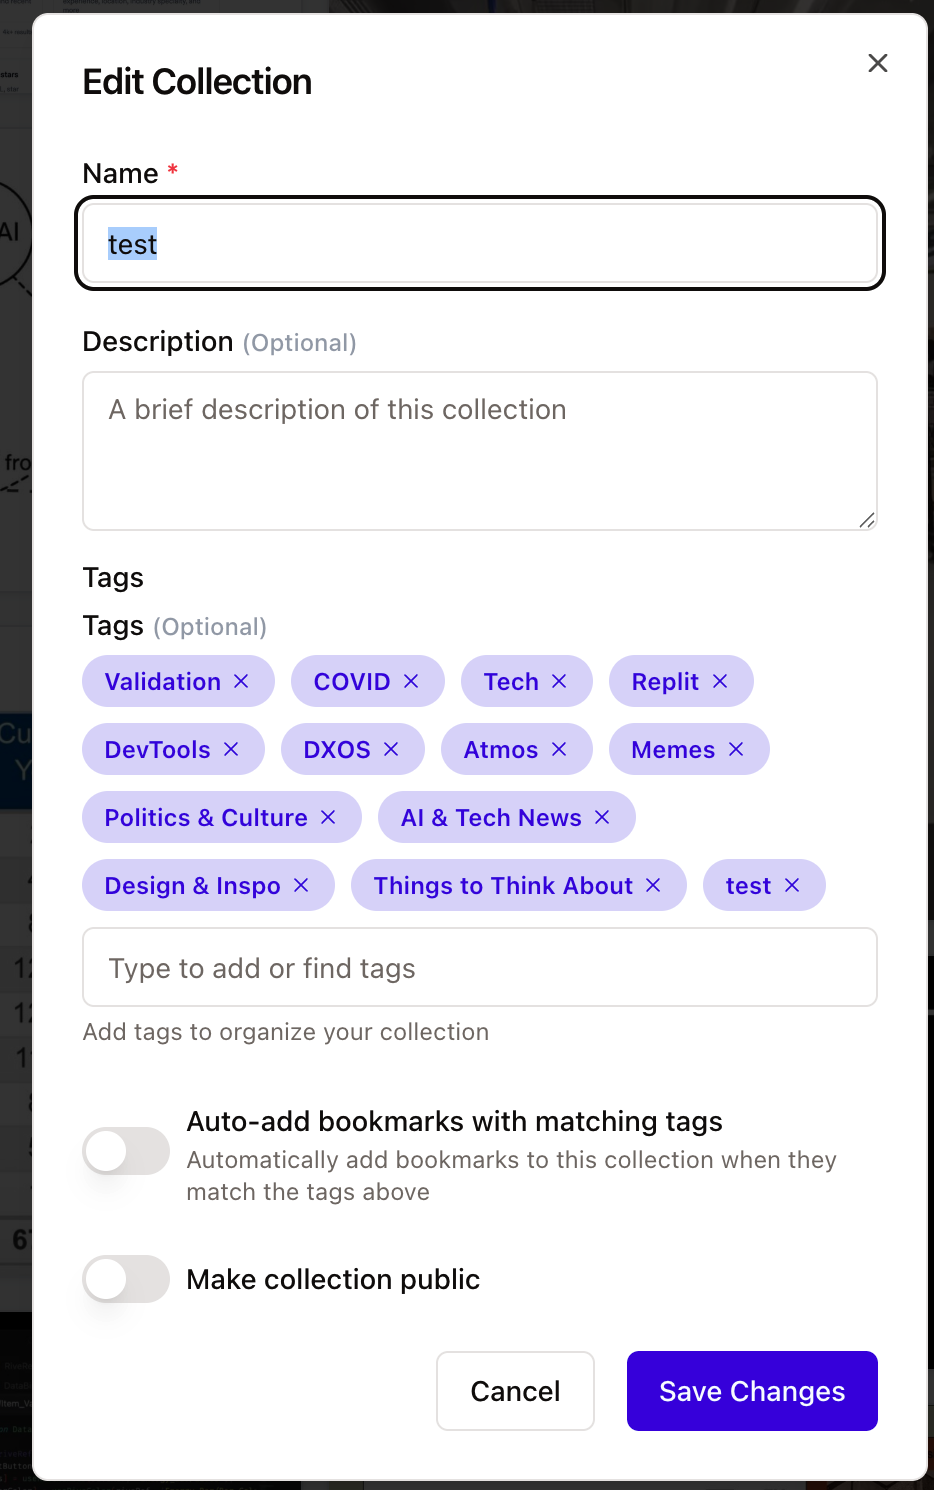 Edit Collection
Name *
test
Description (Optional)
A brief description of this collection
Tags
Tags (Optional)
Validation × COVID × Tech × Replit ×
DevTools × DXOS × Atmos × Memes ×
Politics & Culture × AI & Tech News ×
Design & Inspo × Things to Think About × test ×
Type to add or find tags
Add tags to organize your collection
Auto-add bookmarks with matching tags
Automatically add bookmarks to this collection when they
match the tags above
Make collection public
Cancel Save Changes
AI
fro